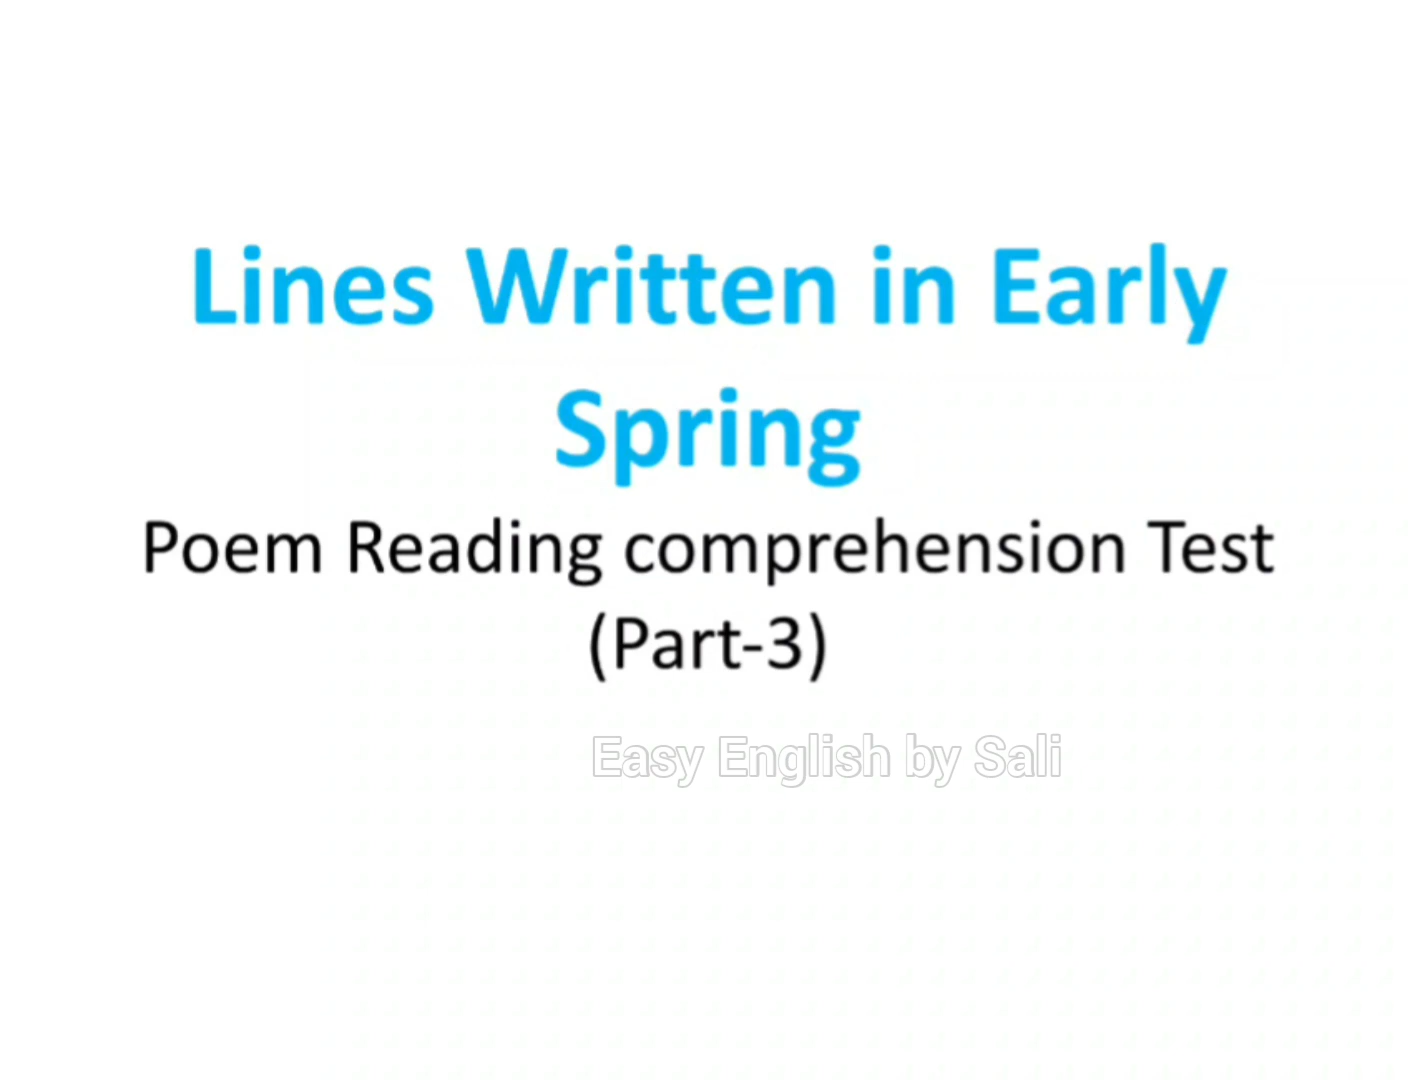 Lines Written in Early
Spring
Poem Reading comprehension Test
(Part-3)
Easy English by Sali